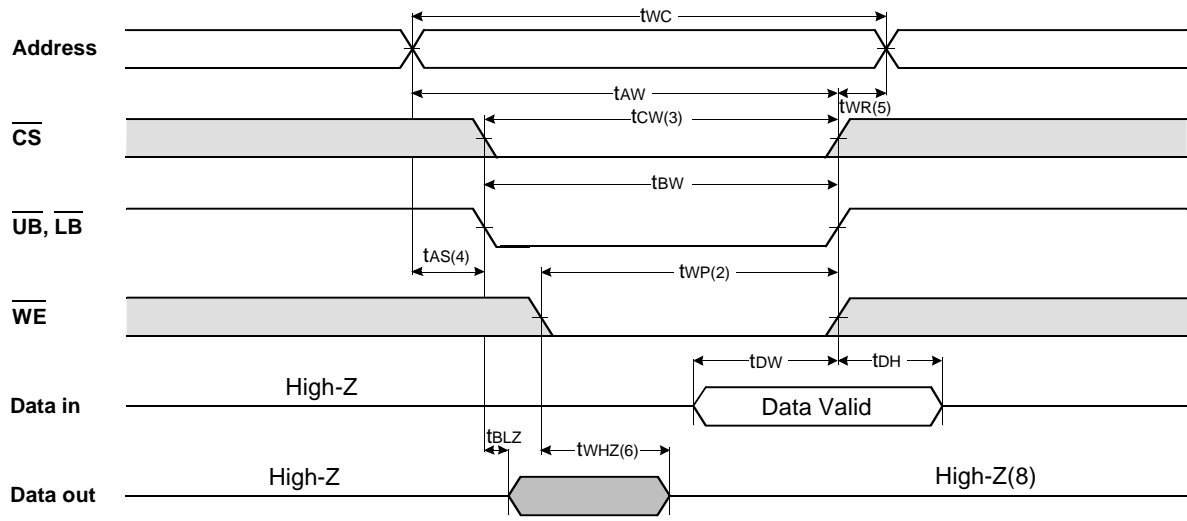 tWC
Address
tAW
tWR(5)
tCW(3)
CS
tBW
UB, LB
tAS(4)
tWP(2)
WE
tDW
tDH
High-Z
Data in
Data Valid
tBLZ
tWHZ(6)
High-Z
High-Z(8)
Data out